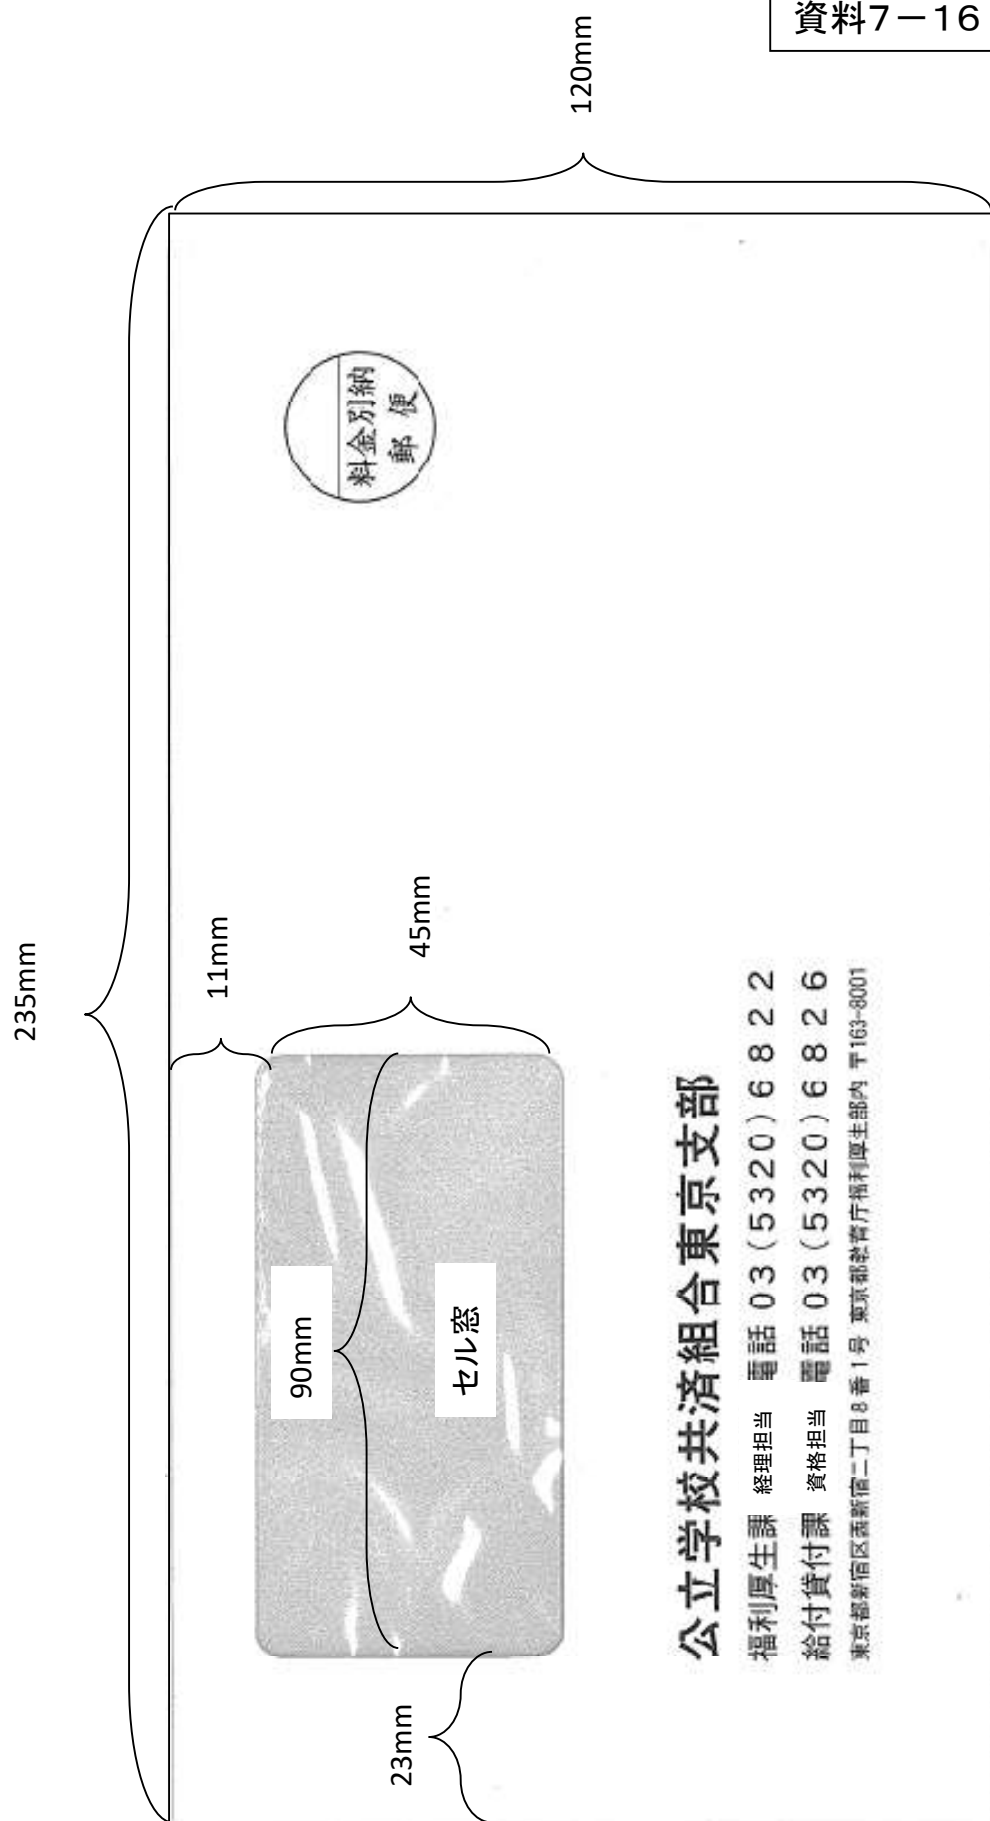 資料7－16
235mm
120mm
11mm
45mm
90mm
セル窓
23mm
料金別納
郵便
公立学校共済組合東京支部
福利厚生課 経理担当 電話 03(5320)6822
給付貸付課 資格担当 電話 03(5320)6826
東京都新宿区西新宿二丁目8番1号 東京都教育庁福利厚生部内 〒163-8001